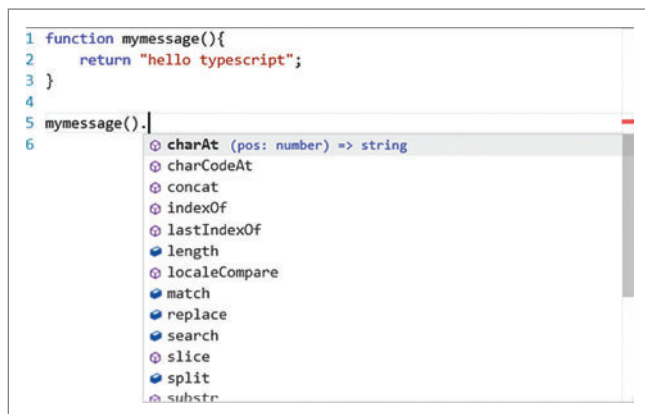 1 function mymessage(){
2 return "hello typescript";
3 }
4
5 mymessage().
6
charAt (pos: number) => string
charCodeAt
concat
indexOf
lastIndexOf
length
localeCompare
match
replace
search
slice
split
substr